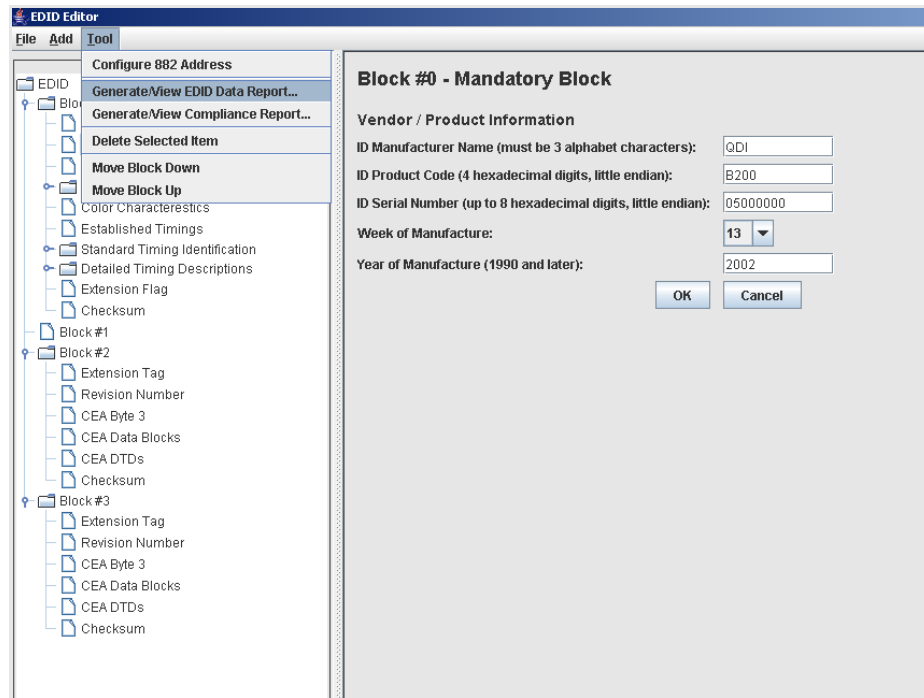 EDID Editor
File Add Tool
Configure 882 Address
Generate/View EDID Data Report...
Generate/View Compliance Report...
Delete Selected Item
Move Block Down
Move Block Up
EDID
Color Characterestics
Established Timings
Standard Timing Identification
Detailed Timing Descriptions
Extension Flag
Checksum
Block #1
Block #2
Extension Tag
Revision Number
CEA Byte 3
CEA Data Blocks
CEA DTDs
Checksum
Block #3
Extension Tag
Revision Number
CEA Byte 3
CEA Data Blocks
CEA DTDs
Checksum
Block #0 - Mandatory Block
Vendor / Product Information
ID Manufacturer Name (must be 3 alphabet characters): QDI
ID Product Code (4 hexadecimal digits, little endian): B200
ID Serial Number (up to 8 hexadecimal digits, little endian): 05000000
Week of Manufacture: 13
Year of Manufacture (1990 and later): 2002
OK Cancel